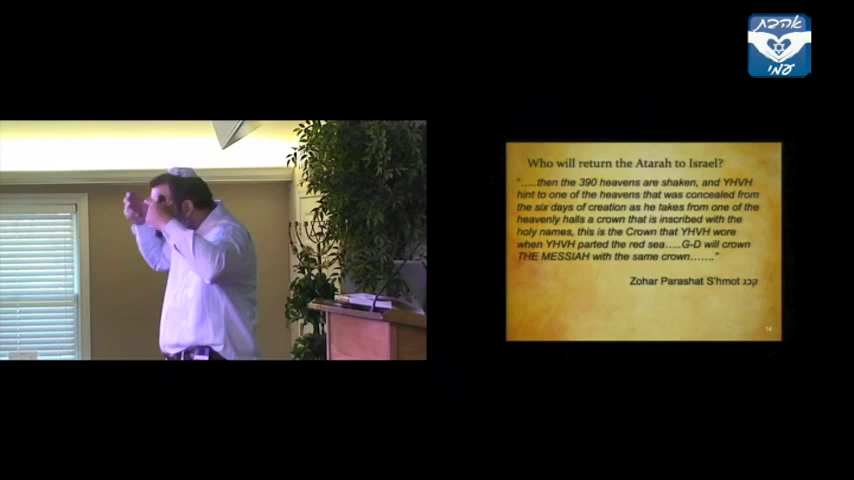 אהבת
עמי
Who will return the Atarah to Israel?
".....then the 390 heavens are shaken, and YHVH
hint to one of the heavens that was concealed from
the six days of creation as he takes from one of the
heavenly halls a crown that is inscribed with the
holy names, this is the Crown that YHVH wore
when YHVH parted the red sea.....G-D will crown
THE MESSIAH with the same crown......."
Zohar Parashat S'hmot קכג
14